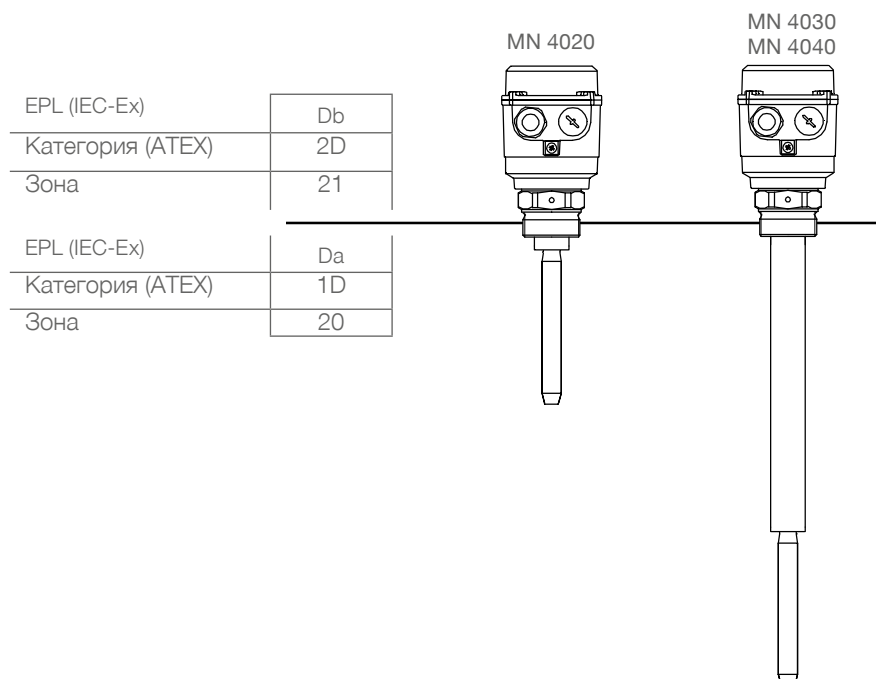 MN 4020
MN 4030
MN 4040
EPL (IEC-Ex) Db
Категория (ATEX) 2D
Зона 21
EPL (IEC-Ex) Da
Категория (ATEX) 1D
Зона 20